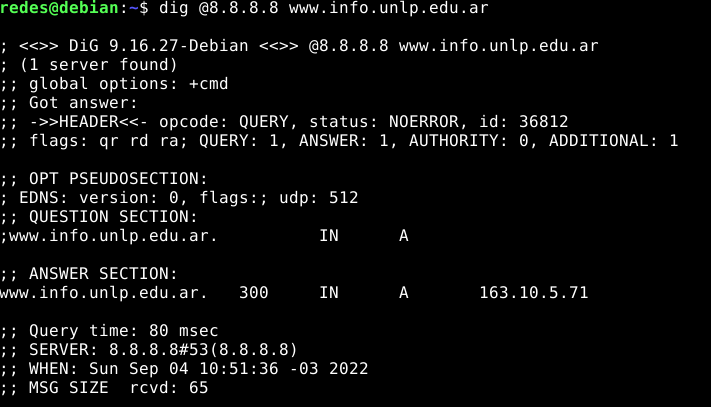 redes@debian:~$ dig @8.8.8.8 www.info.unlp.edu.ar
; <<>> DiG 9.16.27-Debian <<>> @8.8.8.8 www.info.unlp.edu.ar
; (1 server found)
;; global options: +cmd
;; Got answer:
;; ->>HEADER<<- opcode: QUERY, status: NOERROR, id: 36812
;; flags: qr rd ra; QUERY: 1, ANSWER: 1, AUTHORITY: 0, ADDITIONAL: 1
;; OPT PSEUDOSECTION:
; EDNS: version: 0, flags:; udp: 512
;; QUESTION SECTION:
;www.info.unlp.edu.ar. IN A
;; ANSWER SECTION:
www.info.unlp.edu.ar. 300 IN A 163.10.5.71
;; Query time: 80 msec
;; SERVER: 8.8.8.8#53(8.8.8.8)
;; WHEN: Sun Sep 04 10:51:36 -03 2022
;; MSG SIZE rcvd: 65